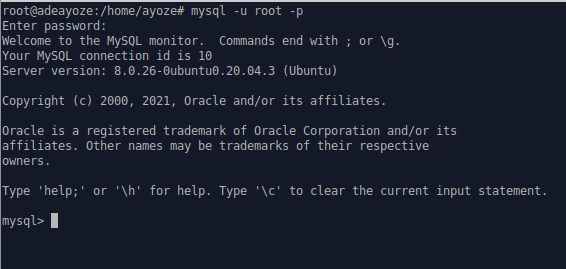 root@adeayoze:/home/ayoze# mysql -u root -p
Enter password:
Welcome to the MySQL monitor.  Commands end with ; or \g.
Your MySQL connection id is 10
Server version: 8.0.26-0ubuntu0.20.04.3 (Ubuntu)
Copyright (c) 2000, 2021, Oracle and/or its affiliates.
Oracle is a registered trademark of Oracle Corporation and/or its
affiliates. Other names may be trademarks of their respective
owners.
Type 'help;' or '\h' for help. Type '\c' to clear the current input statement.
mysql>